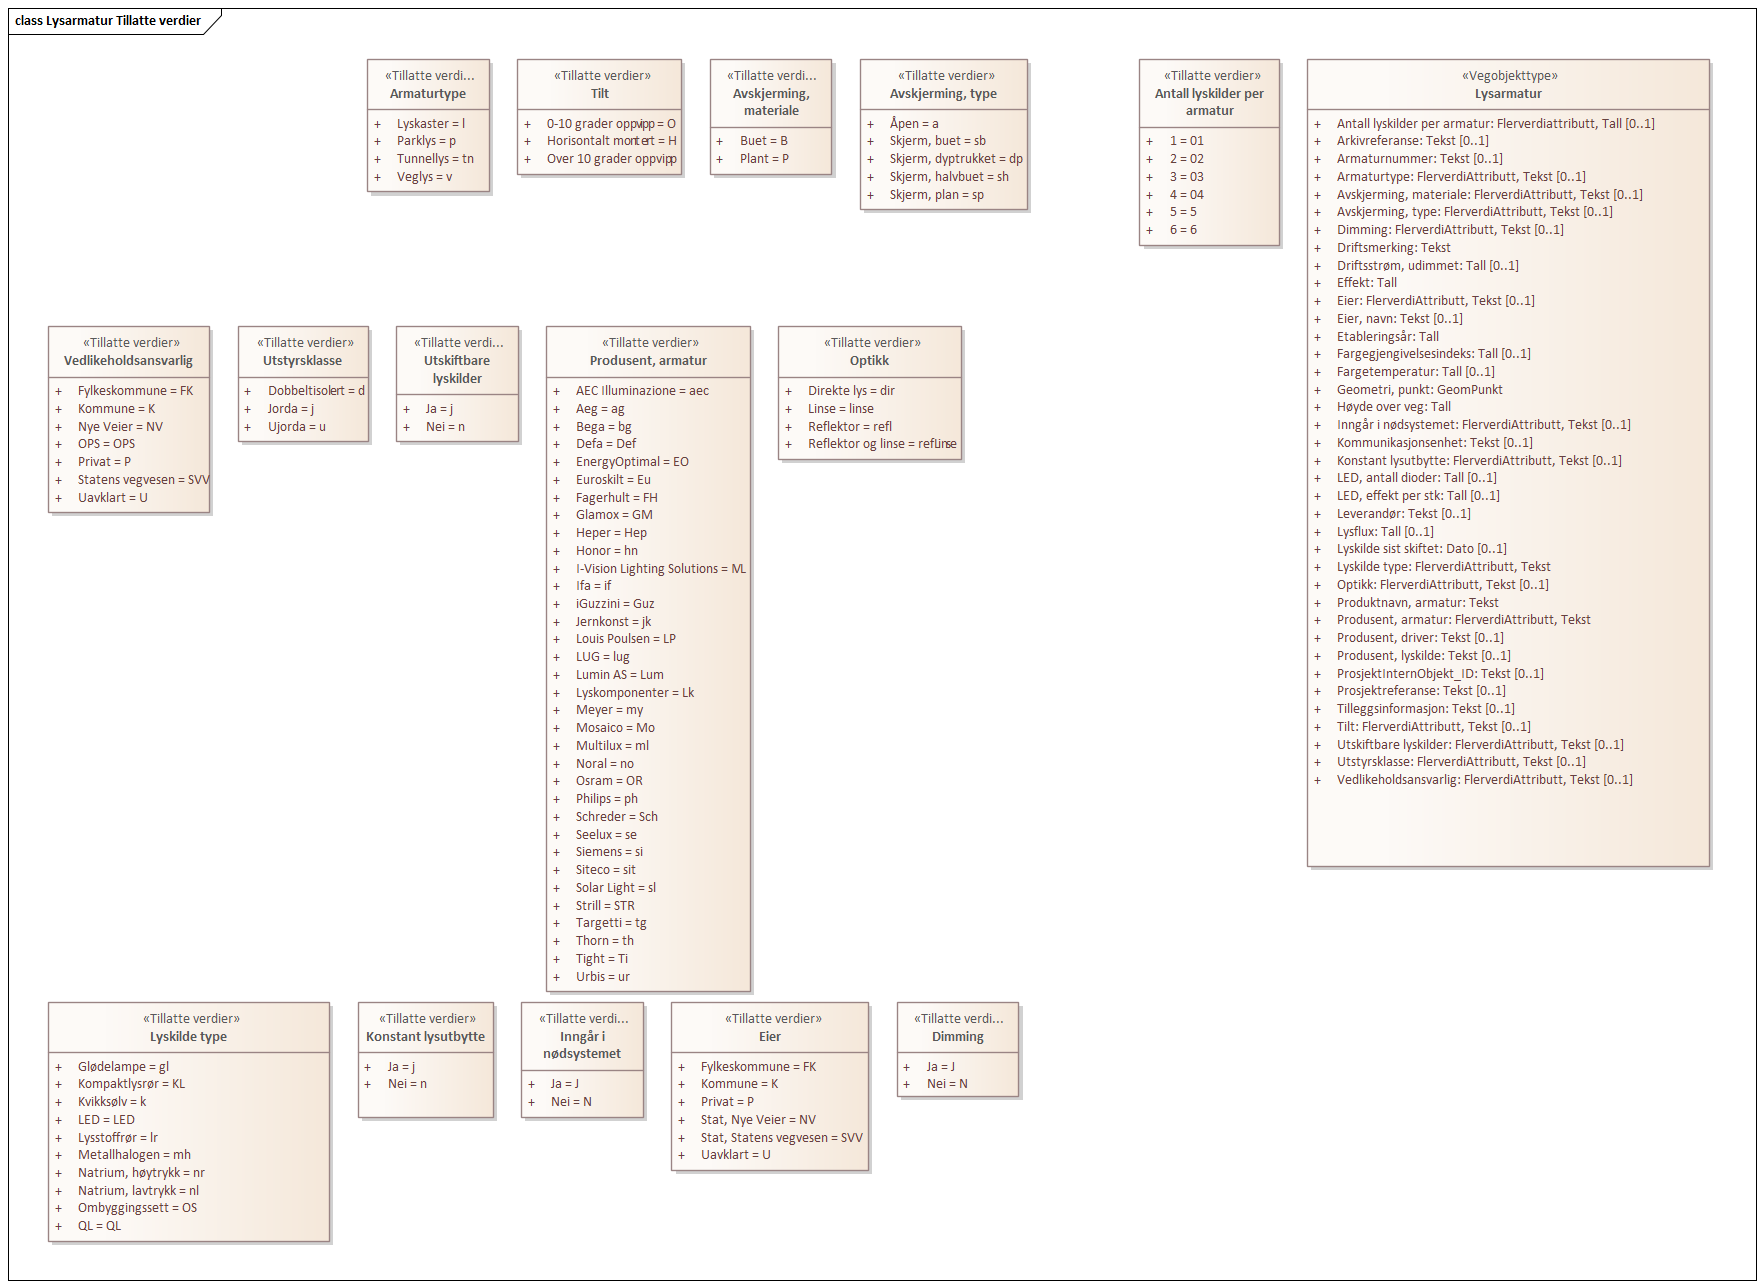 class Lysarmatur Tillatte verdier
«Tillatte verdi...
Armaturtype
+ Lyskaster = l
+ Parklys = p
+ Tunnellys = tn
+ Veglys = v
«Tillatte verdier»
Tilt
+ 0-10 grader oppvipp = O
+ Horisontalt montert = H
+ Over 10 grader oppvipp
«Tillatte verdi...
Avskjerming,
materiale
+ Buet = B
+ Plant = P
«Tillatte verdier»
Avskjerming, type
+ Åpen = a
+ Skjerm, buet = sb
+ Skjerm, dyptrukket = dp
+ Skjerm, halvbuet = sh
+ Skjerm, plan = sp
«Tillatte verdier»
Antall lyskilder per
armatur
+ 1 = 01
+ 2 = 02
+ 3 = 03
+ 4 = 04
+ 5 = 5
+ 6 = 6
«Vegobjekttype»
Lysarmatur
+ Antall lyskilder per armatur: Flerverdiattributt, Tall [0..1]
+ Arkivreferanse: Tekst [0..1]
+ Armaturnummer: Tekst [0..1]
+ Armaturtype: FlerverdiAttributt, Tekst [0..1]
+ Avskjerming, materiale: FlerverdiAttributt, Tekst [0..1]
+ Avskjerming, type: FlerverdiAttributt, Tekst [0..1]
+ Dimming: FlerverdiAttributt, Tekst [0..1]
+ Driftsmerking: Tekst
+ Driftsstrøm, udimmet: Tall [0..1]
+ Effekt: Tall
+ Eier: FlerverdiAttributt, Tekst [0..1]
+ Eier, navn: Tekst [0..1]
+ Etableringsår: Tall
+ Fargegjengivelsesindeks: Tall [0..1]
+ Fargetemperatur: Tall [0..1]
+ Geometri, punkt: GeomPunkt
+ Høyde over veg: Tall
+ Inngår i nødsystemet: FlerverdiAttributt, Tekst [0..1]
+ Kommunikasjonsenhet: Tekst [0..1]
+ Konstant lysutbytte: FlerverdiAttributt, Tekst [0..1]
+ LED, antall dioder: Tall [0..1]
+ LED, effekt per stk: Tall [0..1]
+ Leverandør: Tekst [0..1]
+ Lysflux: Tall [0..1]
+ Lyskilde sist skiftet: Dato [0..1]
+ Lyskilde type: FlerverdiAttributt, Tekst
+ Optikk: FlerverdiAttributt, Tekst [0..1]
+ Produktnavn, armatur: Tekst
+ Produsent, armatur: FlerverdiAttributt, Tekst
+ Produsent, driver: Tekst [0..1]
+ Produsent, lyskilde: Tekst [0..1]
+ ProsjektInternObjekt_ID: Tekst [0..1]
+ Prosjektreferanse: Tekst [0..1]
+ Tilleggsinformasjon: Tekst [0..1]
+ Tilt: FlerverdiAttributt, Tekst [0..1]
+ Utskiftbare lyskilder: FlerverdiAttributt, Tekst [0..1]
+ Utstyrsklasse: FlerverdiAttributt, Tekst [0..1]
+ Vedlikeholdsansvarlig: FlerverdiAttributt, Tekst [0..1]
«Tillatte verdier»
Vedlikeholdsansvarlig
+ Fylkeskommune = FK
+ Kommune = K
+ Nye Veier = NV
+ OPS = OPS
+ Privat = P
+ Statens vegvesen = SVV
+ Uavklart = U
«Tillatte verdier»
Utstyrsklasse
+ Dobbeltisolert = d
+ Jorda = j
+ Ujorda = u
«Tillatte verdi...
Utskiftbare
lyskilder
+ Ja = j
+ Nei = n
«Tillatte verdier»
Produsent, armatur
+ AEC Illuminazione = aec
+ Aeg = ag
+ Bega = bg
+ Defa = Def
+ EnergyOptimal = EO
+ Euroskilt = Eu
+ Fagerhult = FH
+ Glamox = GM
+ Heper = Hep
+ Honor = hn
+ I-Vision Lighting Solutions = IVL
+ Ifa = if
+ iGuzzini = Guz
+ Jernkonst = jk
+ Louis Poulsen = LP
+ LUG = lug
+ Lumin AS = Lum
+ Lyskomponenter = Lk
+ Meyer = my
+ Mosaico = Mo
+ Multilux = ml
+ Noral = no
+ Osram = OR
+ Philips = ph
+ Schreder = Sch
+ Seelux = se
+ Siemens = si
+ Siteco = sit
+ Solar Light = sl
+ Strill = STR
+ Targetti = tg
+ Thorn = th
+ Tight = Ti
+ Urbis = ur
«Tillatte verdier»
Optikk
+ Direkte lys = dir
+ Linse = linse
+ Reflektor = refl
+ Reflektor og linse = refLinse
«Tillatte verdier»
Lyskilde type
+ Glødelampe = gl
+ Kompaktlysrør = KL
+ Kvikksølv = k
+ LED = LED
+ Lysstoffrør = lr
+ Metallhalogen = mh
+ Natrium, høytrykk = nr
+ Natrium, lavtrykk = nl
+ Ombyggingssett = OS
+ QL = QL
«Tillatte verdier»
Konstant lysutbytte
+ Ja = j
+ Nei = n
«Tillatte verdi...
Inngår i
nødsystemet
+ Ja = J
+ Nei = N
«Tillatte verdier»
Eier
+ Fylkeskommune = FK
+ Kommune = K
+ Privat = P
+ Stat, Nye Veier = NV
+ Stat, Statens vegvesen = SVV
+ Uavklart = U
«Tillatte verdi...
Dimming
+ Ja = J
+ Nei = N